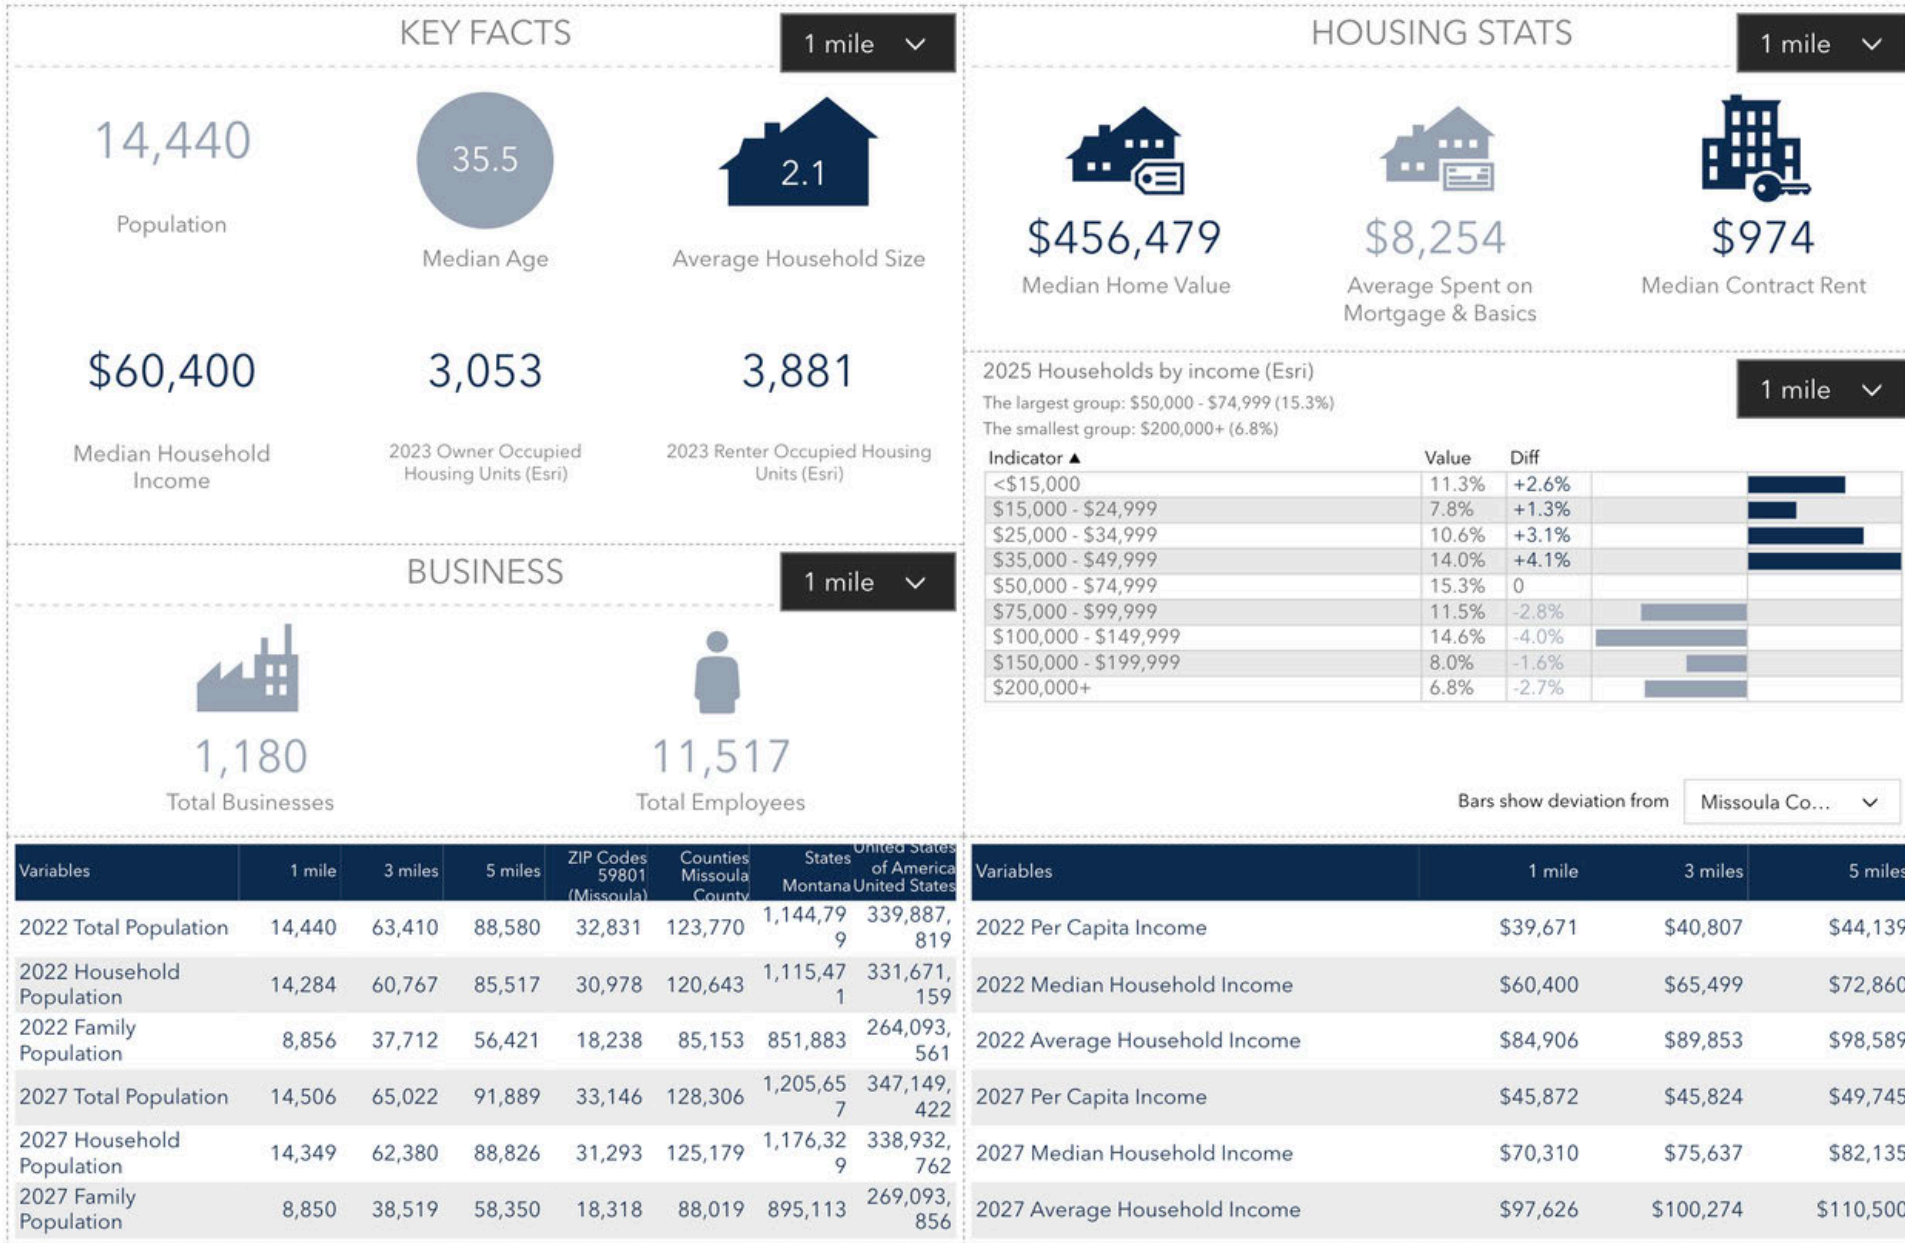 KEY FACTS
1 mile
14,440
Population
35.5
Median Age
2.1
Average Household Size
$60,400
Median Household
Income
3,053
2023 Owner Occupied
Housing Units (Esri)
3,881
2023 Renter Occupied Housing
Units (Esri)
HOUSING STATS
1 mile
$456,479
Median Home Value
$8,254
Average Spent on
Mortgage & Basics
$974
Median Contract Rent
2025 Households by income (Esri)
The largest group: $50,000 - $74,999 (15.3%)
The smallest group: $200,000+ (6.8%)
1 mile
Indicator ▲ Value Diff
<$15,000 11.3% +2.6%
$15,000 - $24,999 7.8% +1.3%
$25,000 - $34,999 10.6% +3.1%
$35,000 - $49,999 14.0% +4.1%
$50,000 - $74,999 15.3% 0
$75,000 - $99,999 11.5% -2.8%
$100,000 - $149,999 14.6% -4.0%
$150,000 - $199,999 8.0% -1.6%
$200,000+ 6.8% -2.7%
Bars show deviation from Missoula Co...
BUSINESS
1 mile
1,180
Total Businesses
11,517
Total Employees
Variables 1 mile 3 miles 5 miles ZIP Codes 59801 (Missoula) Counties Missoula County States Montana United States of America United States
2022 Total Population 14,440 63,410 88,580 32,831 123,770 1,144,799 339,887,819
2022 Household Population 14,284 60,767 85,517 30,978 120,643 1,115,471 331,671,159
2022 Family Population 8,856 37,712 56,421 18,238 85,153 851,883 264,093,561
2027 Total Population 14,506 65,022 91,889 33,146 128,306 1,205,657 347,149,422
2027 Household Population 14,349 62,380 88,826 31,293 125,179 1,176,329 338,932,762
2027 Family Population 8,850 38,519 58,350 18,318 88,019 895,113 269,093,856
Variables 1 mile 3 miles 5 miles
2022 Per Capita Income $39,671 $40,807 $44,139
2022 Median Household Income $60,400 $65,499 $72,860
2022 Average Household Income $84,906 $89,853 $98,589
2027 Per Capita Income $45,872 $45,824 $49,745
2027 Median Household Income $70,310 $75,637 $82,135
2027 Average Household Income $97,626 $100,274 $110,500